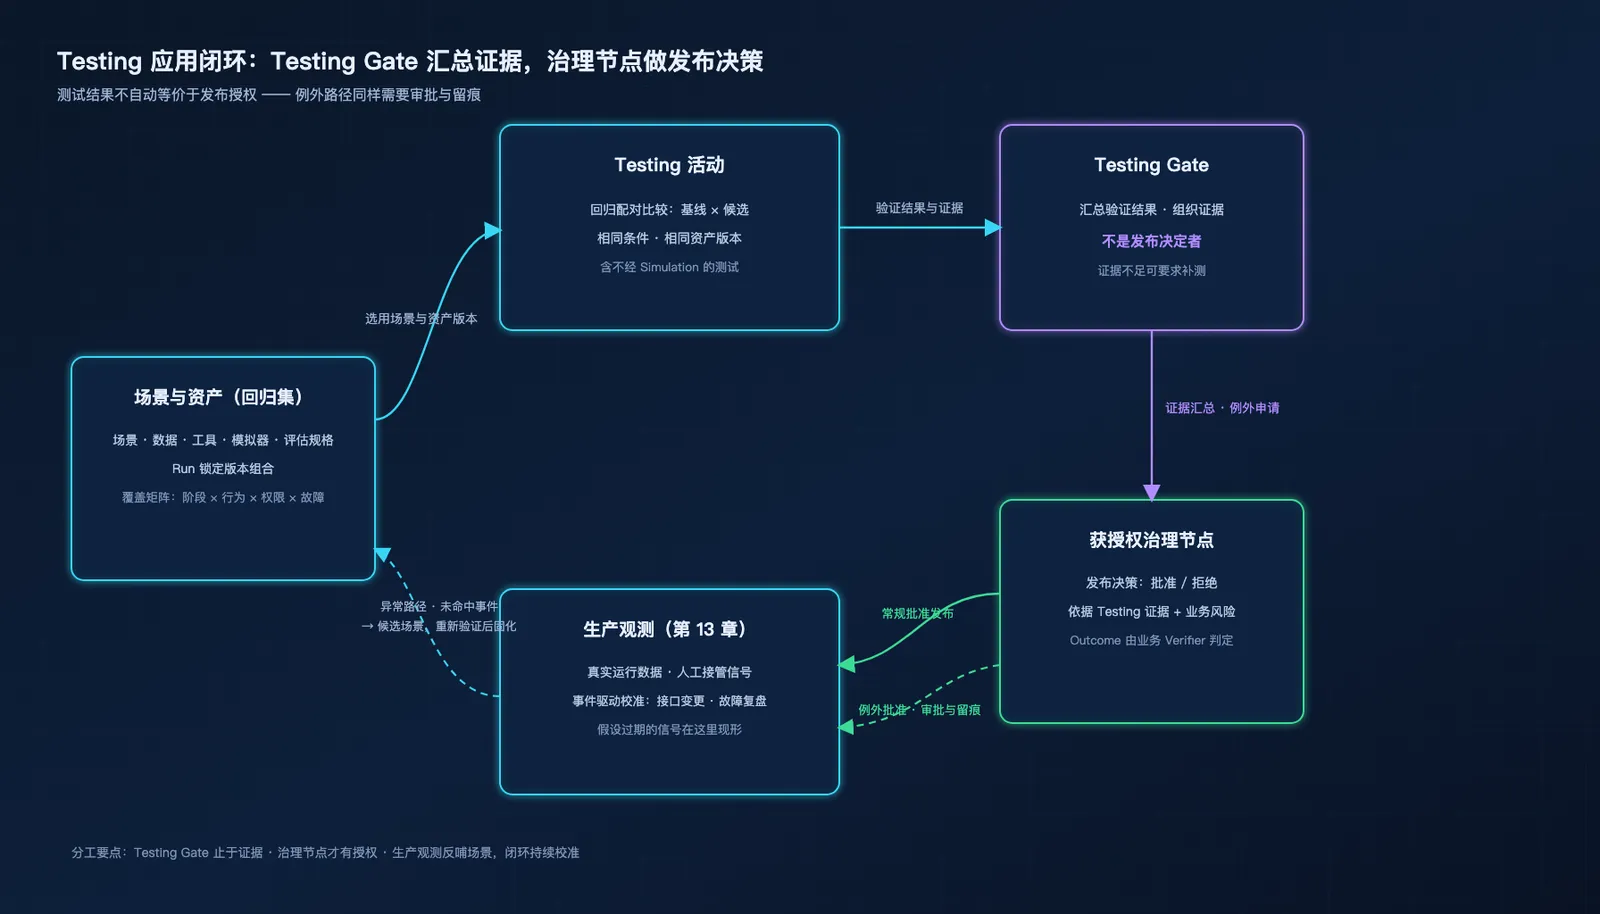 Testing 应用闭环：Testing Gate 汇总证据，治理节点做发布决策
测试结果不自动等价于发布授权 —— 例外路径同样需要审批与留痕
Testing 活动
回归配对比较：基线 × 候选
相同条件 · 相同资产版本
含不经 Simulation 的测试
验证结果与证据
Testing Gate
汇总验证结果 · 组织证据
不是发布决定者
证据不足可要求补测
选用场景与资产版本
场景与资产（回归集）
场景 · 数据 · 工具 · 模拟器 · 评估规格
Run 锁定版本组合
覆盖矩阵：阶段 × 行为 × 权限 × 故障
证据汇总 · 例外申请
获授权治理节点
发布决策：批准 / 拒绝
依据 Testing 证据 + 业务风险
Outcome 由业务 Verifier 判定
异常路径 · 未命中事件
→ 候选场景，重新验证后固化
生产观测（第 13 章）
真实运行数据 · 人工接管信号
事件驱动校准：接口变更 · 故障复盘
假设过期的信号在这里现形
常规批准发布
例外批准 · 审批与留痕
分工要点：Testing Gate 止于证据 · 治理节点才有授权 · 生产观测反哺场景，闭环持续校准